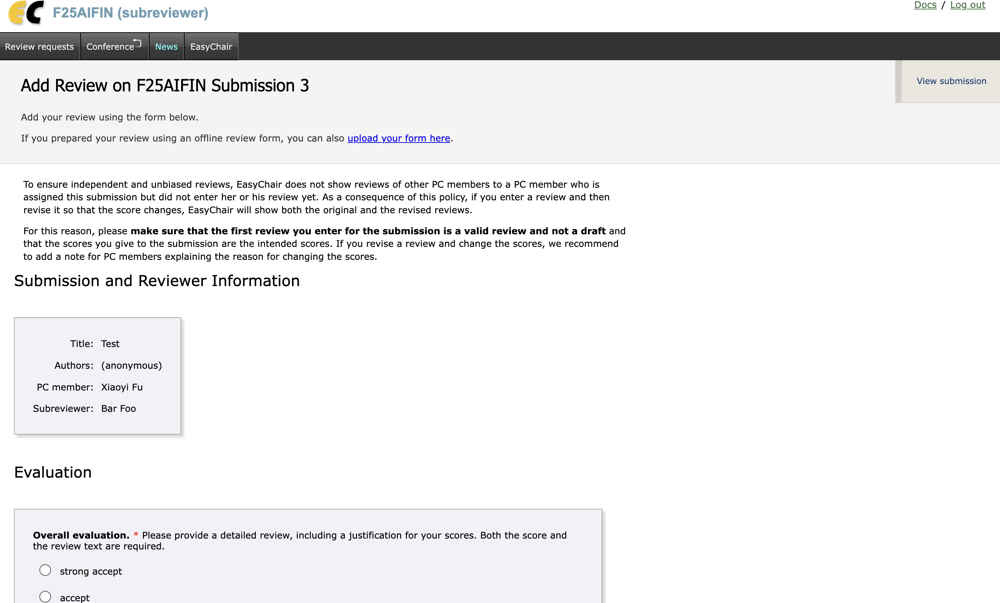 EC F25AIFIN (subreviewer)
Docs / Log out
Review requests Conference News EasyChair
Add Review on F25AIFIN Submission 3
View submission
Add your review using the form below.
If you prepared your review using an offline review form, you can also upload your form here.
To ensure independent and unbiased reviews, EasyChair does not show reviews of other PC members to a PC member who is
assigned this submission but did not enter her or his review yet. As a consequence of this policy, if you enter a review and then
revise it so that the score changes, EasyChair will show both the original and the revised reviews.
For this reason, please make sure that the first review you enter for the submission is a valid review and not a draft and
that the scores you give to the submission are the intended scores. If you revise a review and change the scores, we recommend
to add a note for PC members explaining the reason for changing the scores.
Submission and Reviewer Information
Title: Test
Authors: (anonymous)
PC member: Xiaoyi Fu
Subreviewer: Bar Foo
Evaluation
Overall evaluation. * Please provide a detailed review, including a justification for your scores. Both the score and
the review text are required.
strong accept
accept